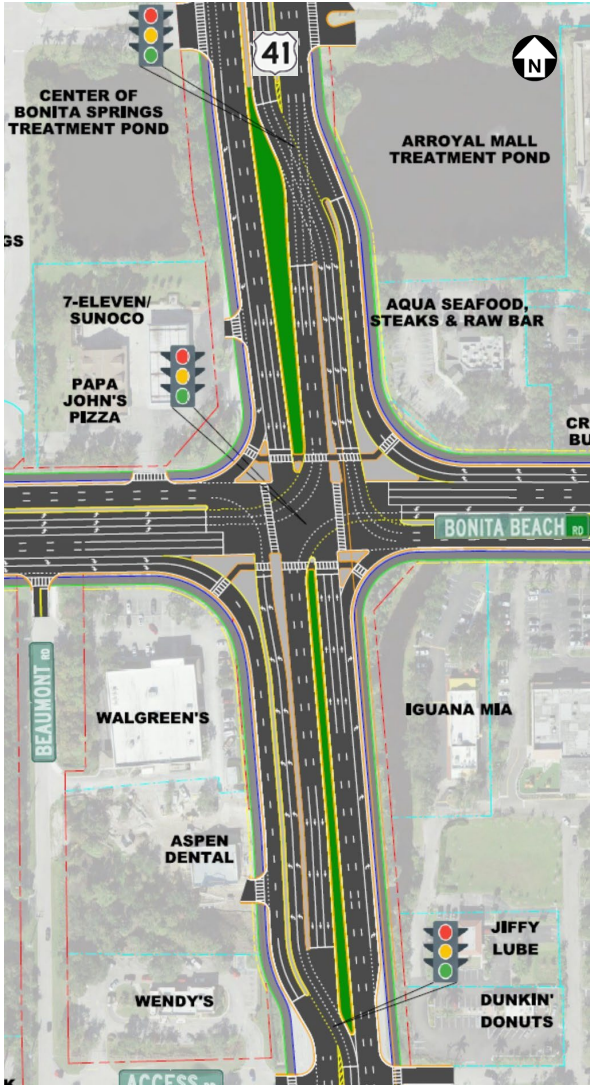 41
N
CENTER OF
BONITA SPRINGS
TREATMENT POND
ARROYAL MALL
TREATMENT POND
GS
7-ELEVEN/
SUNOCO
AQUA SEAFOOD,
STEAKS & RAW BAR
PAPA
JOHN'S
PIZZA
CR
BU
BONITA BEACH RD
BEAUMONT RD
WALGREEN'S
IGUANA MIA
ASPEN
DENTAL
JIFFY
LUBE
WENDY'S
DUNKIN'
DONUTS
K
ACCESS